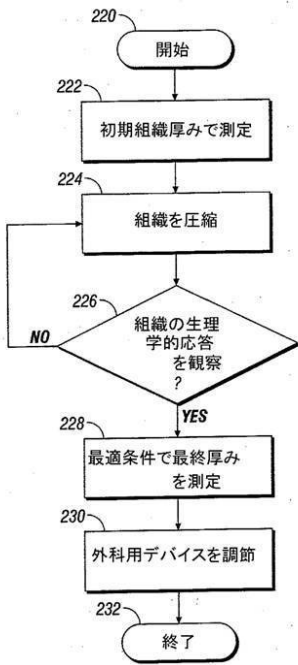 220
開始
222
初期組織厚みで測定
224
組織を圧縮
226
組織の生理
学的応答
を観察
?
NO
YES
228
最適条件で最終厚み
を測定
230
外科用デバイスを調節
232
終了